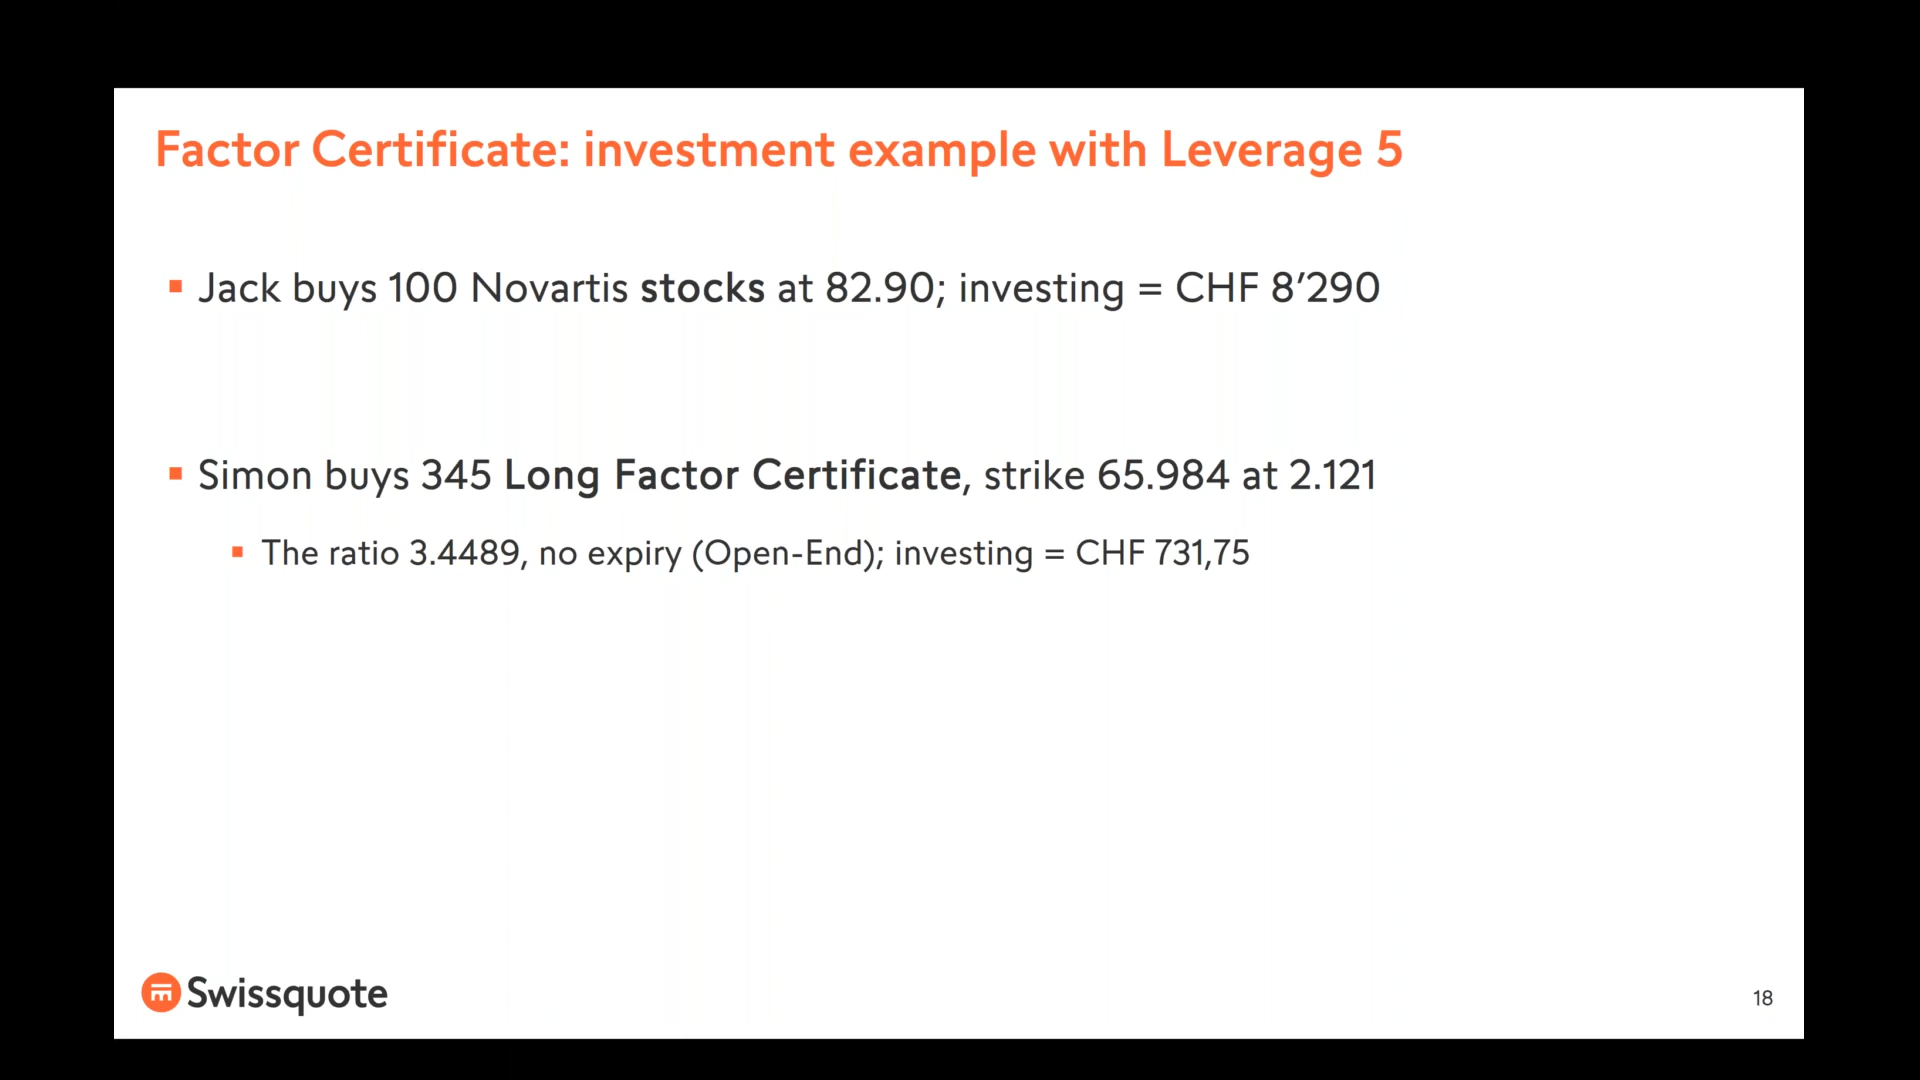 Factor Certificate: investment example with Leverage 5
▪ Jack buys 100 Novartis stocks at 82.90; investing = CHF 8’290
▪ Simon buys 345 Long Factor Certificate, strike 65.984 at 2.121
▪ The ratio 3.4489, no expiry (Open-End); investing = CHF 731,75
Swissquote
18